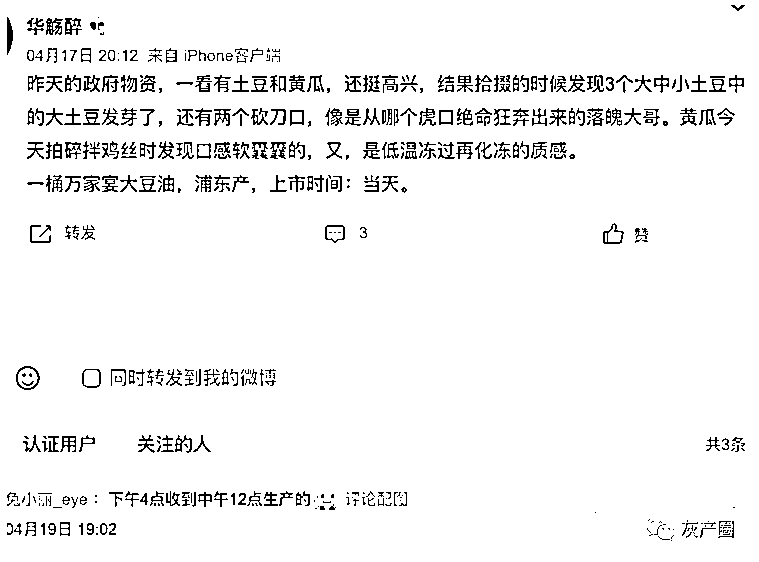 华觞醉
04月17日 20:12 来自 iPhone客户端
昨天的政府物资，一看有土豆和黄瓜，还挺高兴，结果拾掇的时候发现3个大中小土豆中
的大土豆发芽了，还有两个砍刀口，像是从哪个虎口绝命狂奔出来的落魄大哥。黄瓜今
天拍碎拌鸡丝时发现口感软囊囊的，又，是低温冻过再化冻的质感。
一桶万家宴大豆油，浦东产，上市时间：当天。
转发 3 赞
同时转发到我的微博
认证用户 关注的人 共3条
兔小丽_eye：下午4点收到中午12点生产的 评论配图
04月19日 19:02
灰产圈